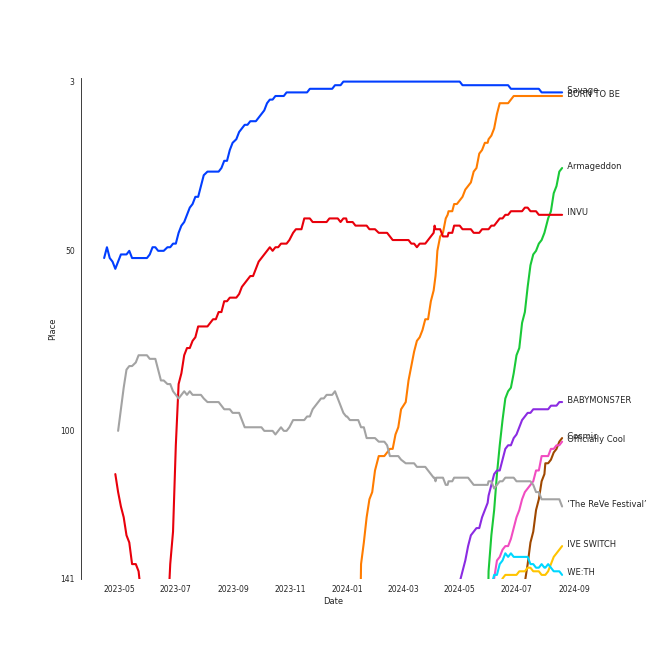 3
50
100
141
Place
2023-05
2023-07
2023-09
2023-11
2024-01
2024-03
2024-05
2024-07
2024-09
Date
Savage
BORN TO BE
Armageddon
INVU
BABYMONS7ER
Cosmic
Officially Cool
'The ReVe Festival'
IVE SWITCH
WE:TH